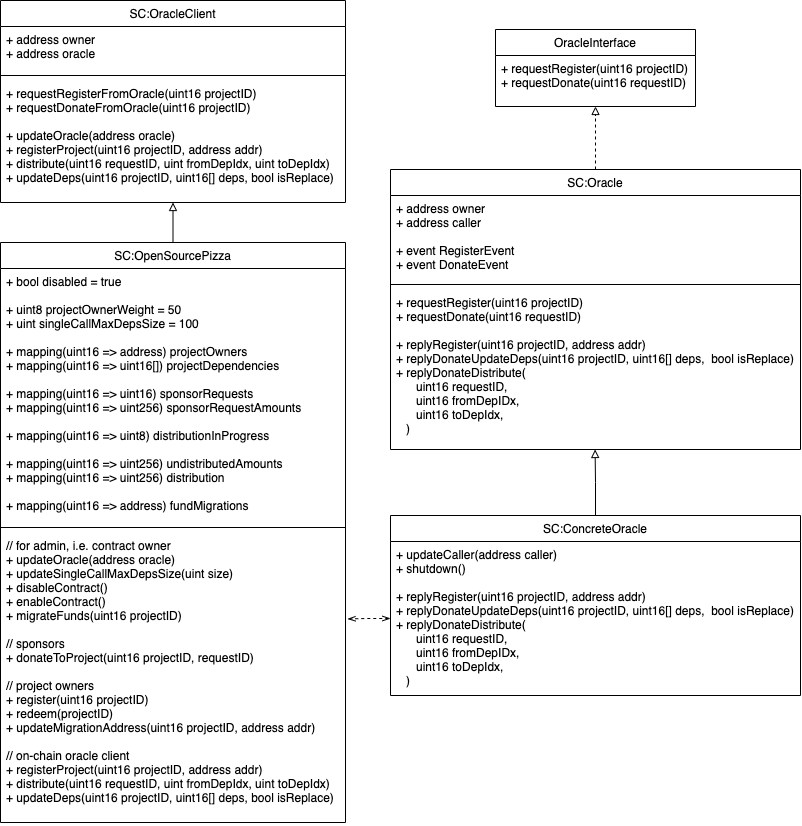 SC:OracleClient
+ address owner
+ address oracle
+ requestRegisterFromOracle(uint16 projectID)
+ requestDonateFromOracle(uint16 projectID)
+ updateOracle(address oracle)
+ registerProject(uint16 projectID, address addr)
+ distribute(uint16 requestID, uint fromDepIdx, uint toDepIdx)
+ updateDeps(uint16 projectID, uint16[] deps, bool isReplace)
SC:OpenSourcePizza
+ bool disabled = true
+ uint8 projectOwnerWeight = 50
+ uint singleCallMaxDepsSize = 100
+ mapping(uint16 => address) projectOwners
+ mapping(uint16 => uint16[]) projectDependencies
+ mapping(uint16 => uint16) sponsorRequests
+ mapping(uint16 => uint256) sponsorRequestAmounts
+ mapping(uint16 => uint8) distributionInProgress
+ mapping(uint16 => uint256) undistributedAmounts
+ mapping(uint16 => uint256) distribution
+ mapping(uint16 => address) fundMigrations
// for admin, i.e. contract owner
+ updateOracle(address oracle)
+ updateSingleCallMaxDepsSize(uint size)
+ disableContract()
+ enableContract()
+ migrateFunds(uint16 projectID)
// sponsors
+ donateToProject(uint16 projectID, requestID)
// project owners
+ register(uint16 projectID)
+ redeem(projectID)
+ updateMigrationAddress(uint16 projectID, address addr)
// on-chain oracle client
+ registerProject(uint16 projectID, address addr)
+ distribute(uint16 requestID, uint fromDepIdx, uint toDepIdx)
+ updateDeps(uint16 projectID, uint16[] deps, bool isReplace)
OracleInterface
+ requestRegister(uint16 projectID)
+ requestDonate(uint16 requestID)
SC:Oracle
+ address owner
+ address caller
+ event RegisterEvent
+ event DonateEvent
+ requestRegister(uint16 projectID)
+ requestDonate(uint16 requestID)
+ replyRegister(uint16 projectID, address addr)
+ replyDonateUpdateDeps(uint16 projectID, uint16[] deps, bool isReplace)
+ replyDonateDistribute(
uint16 requestID,
uint16 fromDepIDx,
uint16 toDepIdx,
)
SC:ConcreteOracle
+ updateCaller(address caller)
+ shutdown()
+ replyRegister(uint16 projectID, address addr)
+ replyDonateUpdateDeps(uint16 projectID, uint16[] deps, bool isReplace)
+ replyDonateDistribute(
uint16 requestID,
uint16 fromDepIDx,
uint16 toDepIdx,
)